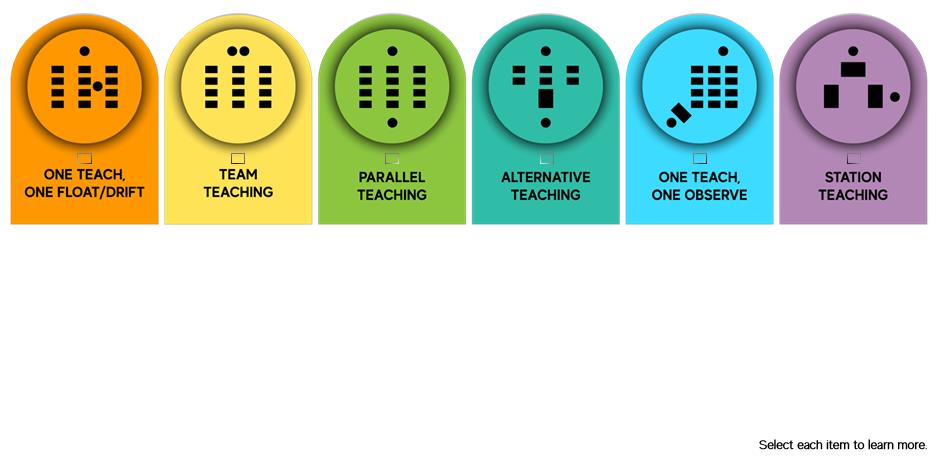 ONE TEACH,
ONE FLOAT/DRIFT
TEAM
TEACHING
PARALLEL
TEACHING
ALTERNATIVE
TEACHING
ONE TEACH,
ONE OBSERVE
STATION
TEACHING
Select each item to learn more.